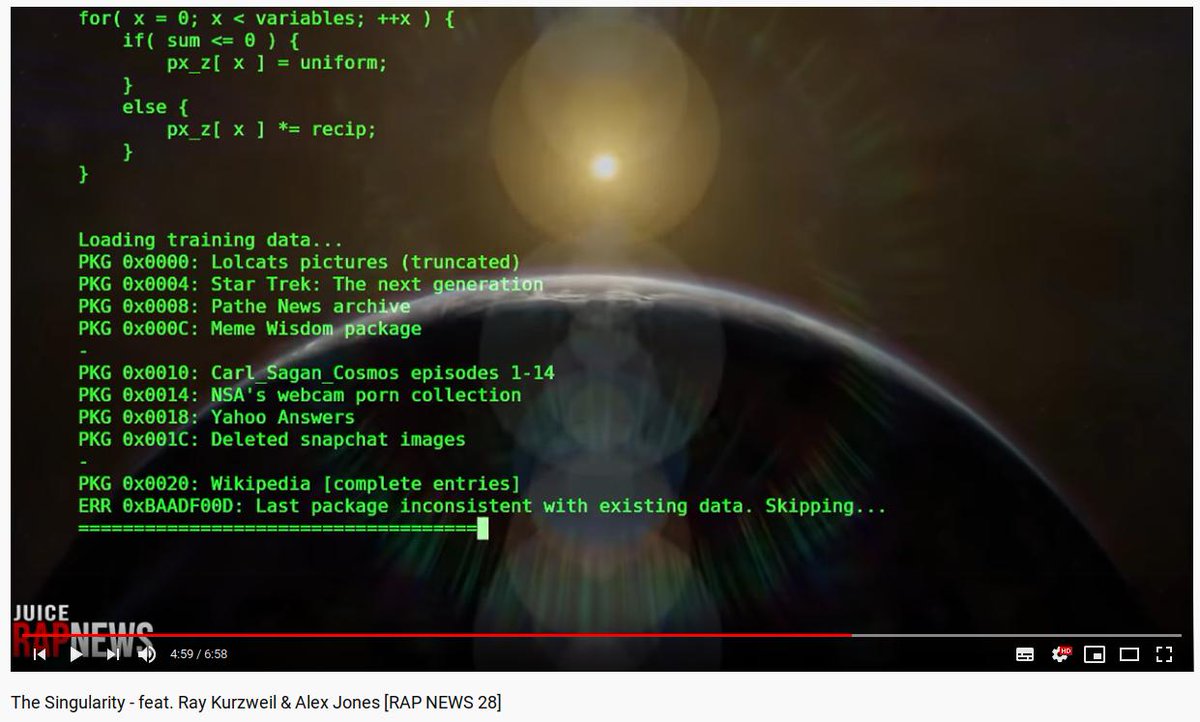 for( x = 0; x < variables; ++x ) {
if( sum <= 0 ) {
px_z[ x ] = uniform;
}
else {
px_z[ x ] *= recip;
}
}
Loading training data...
PKG 0x0000: Lolcats pictures (truncated)
PKG 0x0004: Star Trek: The next generation
PKG 0x0008: Pathe News archive
PKG 0x000C: Meme Wisdom package
-
PKG 0x0010: Carl_Sagan_Cosmos episodes 1-14
PKG 0x0014: NSA's webcam porn collection
PKG 0x0018: Yahoo Answers
PKG 0x001C: Deleted snapchat images
-
PKG 0x0020: Wikipedia [complete entries]
ERR 0xBAADF00D: Last package inconsistent with existing data. Skipping...
====================================
JUICE
RAPNEWS
4:59 / 6:58
HD
The Singularity - feat. Ray Kurzweil & Alex Jones [RAP NEWS 28]